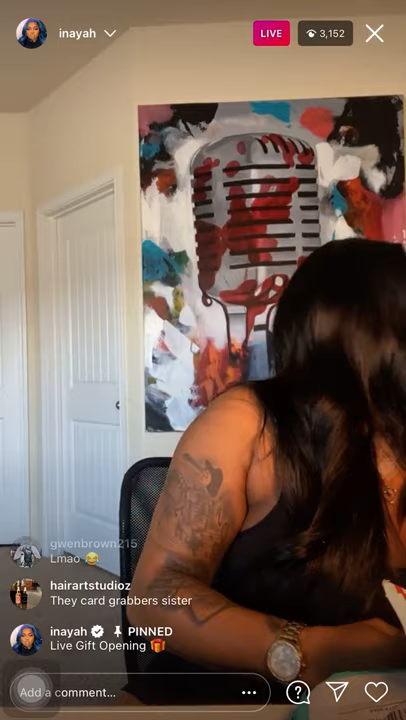 inayah
LIVE
3,152
gwenbrown215
Lmao 😂
hairartstudioz
They card grabbers sister
inayah PINNED
Live Gift Opening 🎁
Add a comment...